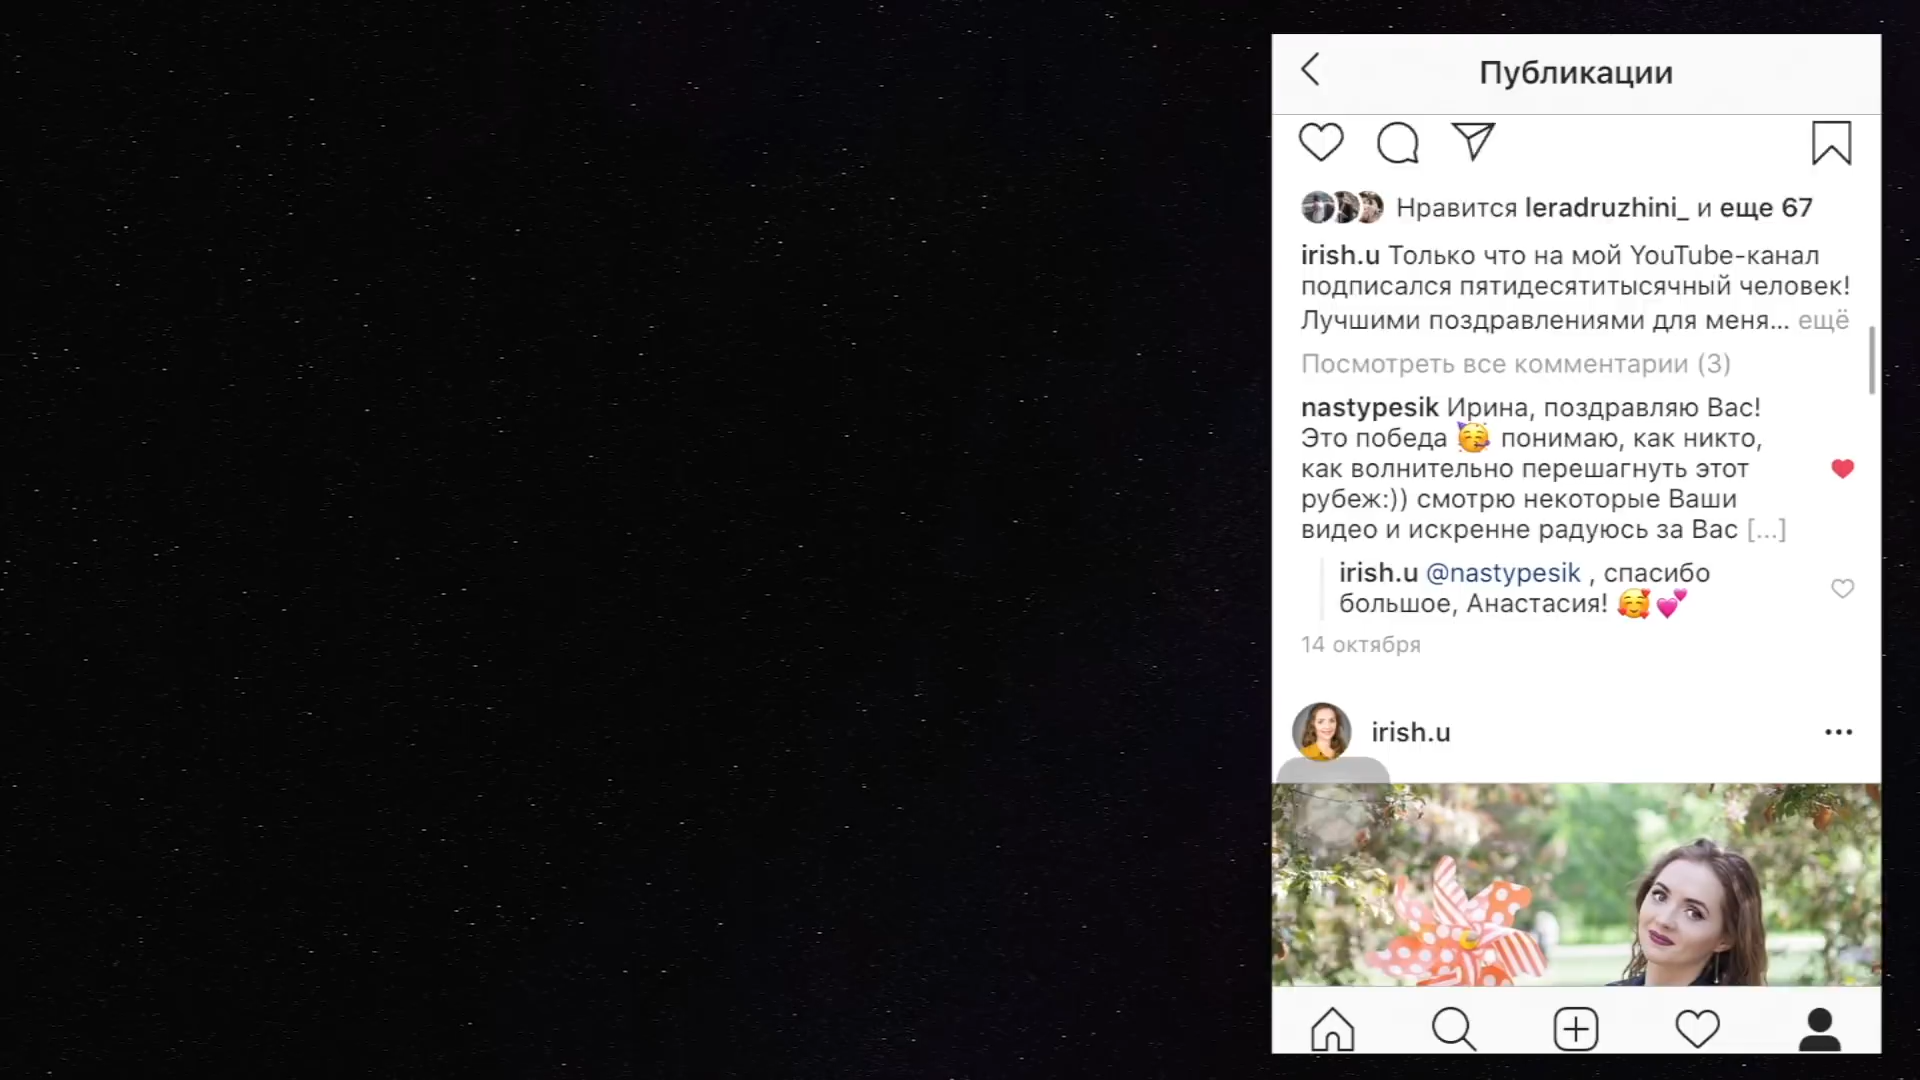 Публикации
Нравится leradruzhini_ и еще 67
irish.u Только что на мой YouTube-канал
подписался пятидесятитысячный человек!
Лучшими поздравлениями для меня... ещё
Посмотреть все комментарии (3)
nastypesik Ирина, поздравляю Вас!
Это победа 🥳 понимаю, как никто,
как волнительно перешагнуть этот
рубеж:)) смотрю некоторые Ваши
видео и искренне радуюсь за Вас [...]
irish.u @nastypesik , спасибо
большое, Анастасия! 🥰💕
14 октября
irish.u